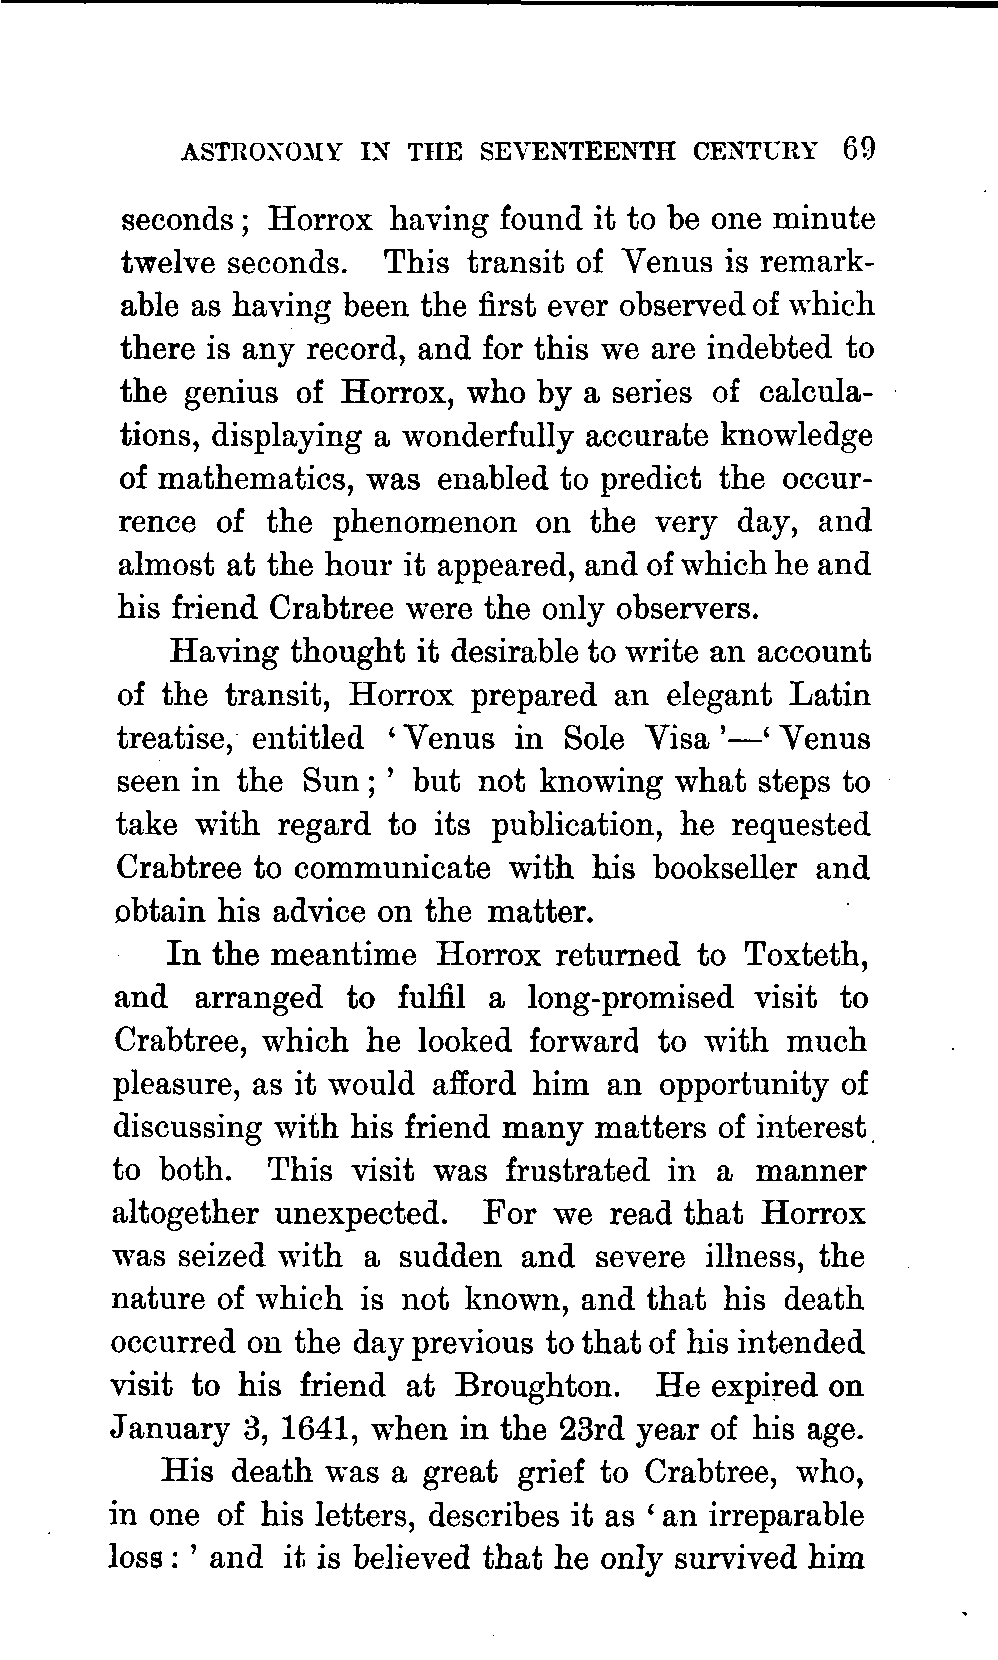 ASTRONOMY IN THE SEVENTEENTH CENTURY 69
seconds; Horrox having found it to be one minute
twelve seconds. This transit of Venus is remark-
able as having been the first ever observed of which
there is any record, and for this we are indebted to
the genius of Horrox, who by a series of calcula-
tions, displaying a wonderfully accurate knowledge
of mathematics, was enabled to predict the occur-
rence of the phenomenon on the very day, and
almost at the hour it appeared, and of which he and
his friend Crabtree were the only observers.
Having thought it desirable to write an account
of the transit, Horrox prepared an elegant Latin
treatise, entitled ‘Venus in Sole Visa’—‘Venus
seen in the Sun;’ but not knowing what steps to
take with regard to its publication, he requested
Crabtree to communicate with his bookseller and
obtain his advice on the matter.
In the meantime Horrox returned to Toxteth,
and arranged to fulfil a long-promised visit to
Crabtree, which he looked forward to with much
pleasure, as it would afford him an opportunity of
discussing with his friend many matters of interest
to both. This visit was frustrated in a manner
altogether unexpected. For we read that Horrox
was seized with a sudden and severe illness, the
nature of which is not known, and that his death
occurred on the day previous to that of his intended
visit to his friend at Broughton. He expired on
January 3, 1641, when in the 23rd year of his age.
His death was a great grief to Crabtree, who,
in one of his letters, describes it as ‘an irreparable
loss:’ and it is believed that he only survived him